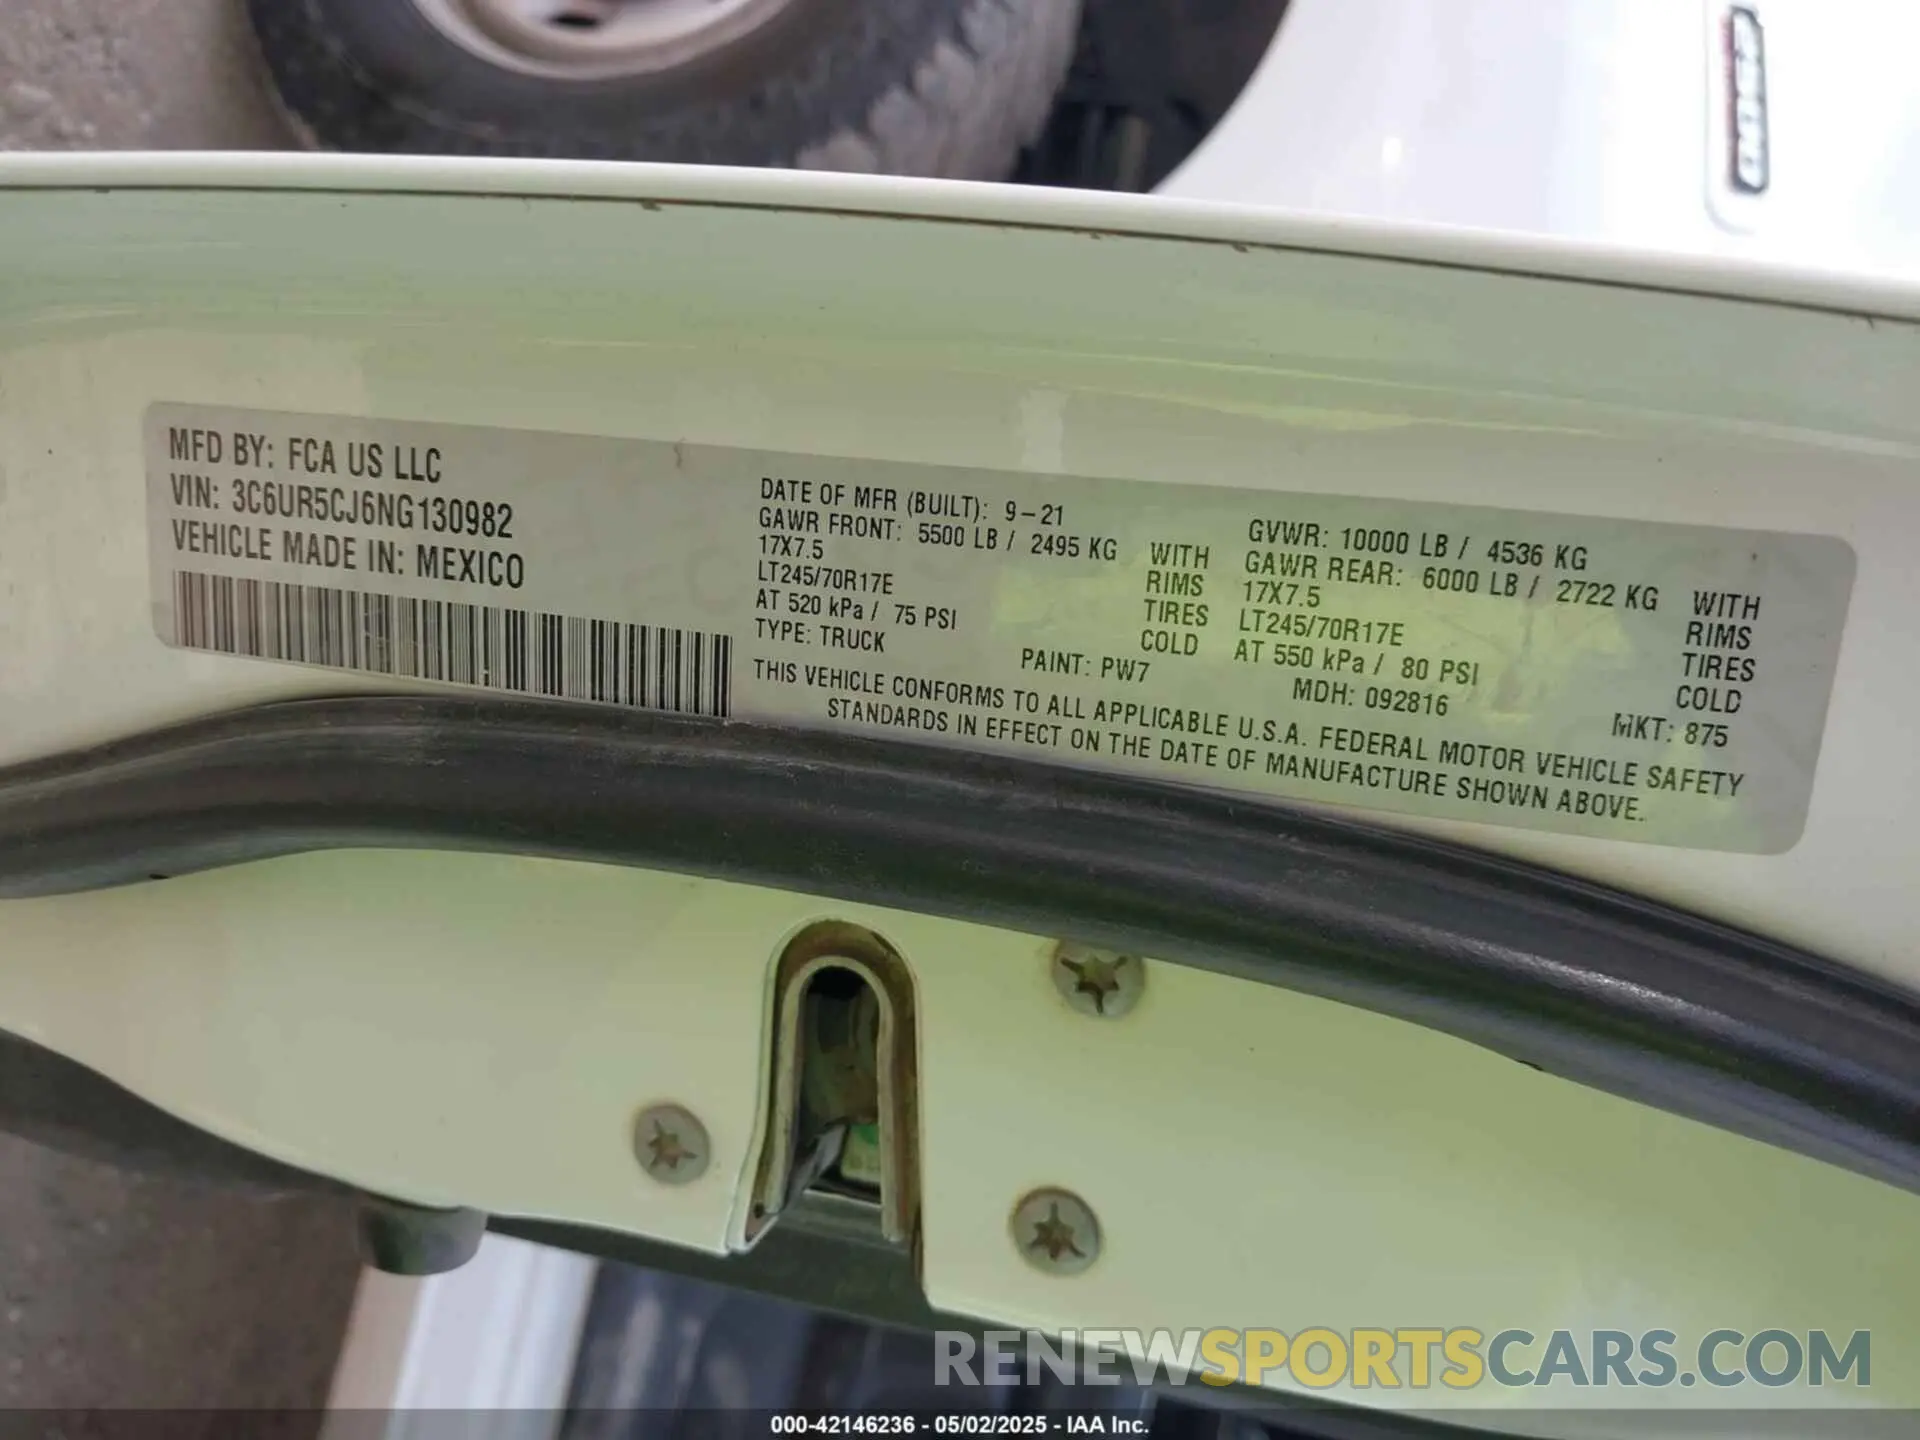 MFD BY: FCA US LLC
VIN: 3C6UR5CJ6NG130982
VEHICLE MADE IN: MEXICO
DATE OF MFR (BUILT): 9-21
GAWR FRONT: 5500 LB / 2495 KG WITH
17X7.5 RIMS
LT245/70R17E TIRES
AT 520 kPa / 75 PSI COLD
TYPE: TRUCK PAINT: PW7
GVWR: 10000 LB / 4536 KG
GAWR REAR: 6000 LB / 2722 KG WITH
17X7.5 RIMS
LT245/70R17E TIRES
AT 550 kPa / 80 PSI COLD
MDH: 092816 MKT: 875
THIS VEHICLE CONFORMS TO ALL APPLICABLE U.S.A. FEDERAL MOTOR VEHICLE SAFETY
STANDARDS IN EFFECT ON THE DATE OF MANUFACTURE SHOWN ABOVE.
RENEWSPORTSCARS.COM
000-42146236 - 05/02/2025 - IAA Inc.